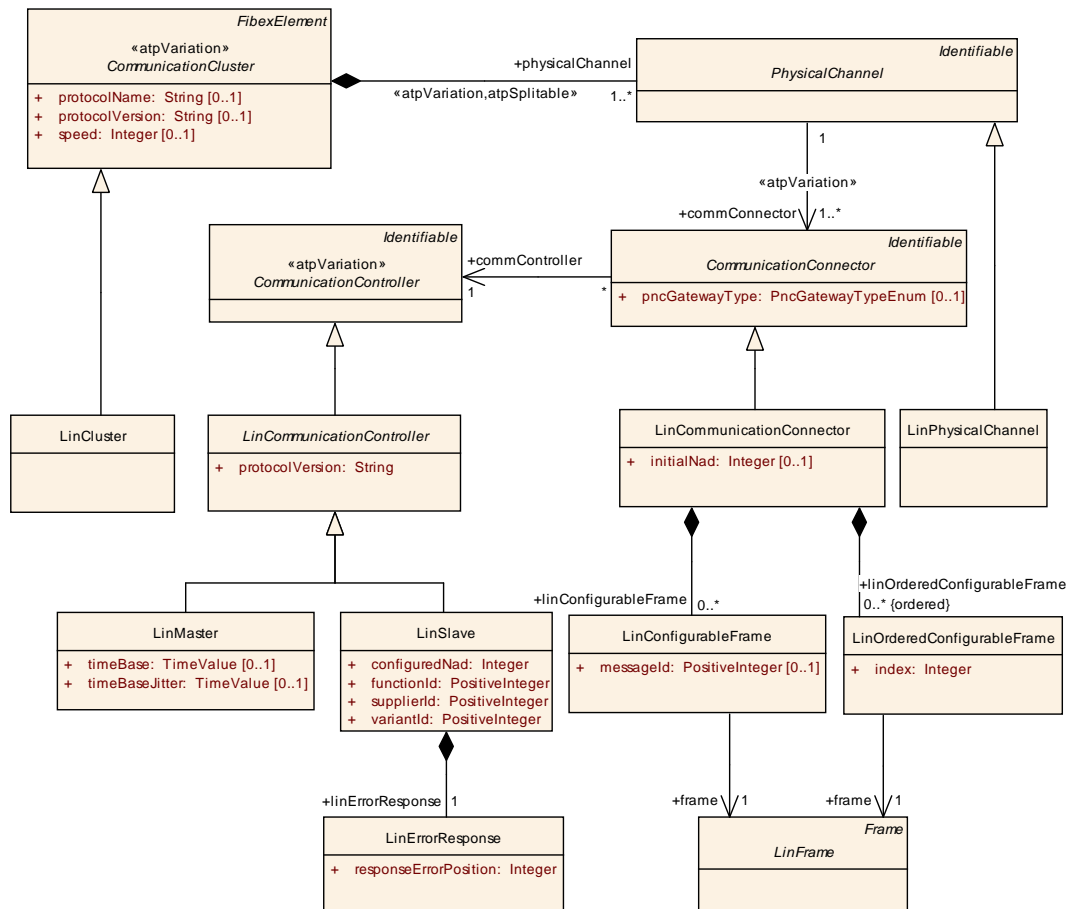 FibexElement
«atpVariation»
CommunicationCluster
+ protocolName: String [0..1]
+ protocolVersion: String [0..1]
+ speed: Integer [0..1]
+physicalChannel
«atpVariation,atpSplitable»
1..*
Identifiable
PhysicalChannel
1
«atpVariation»
+commConnector
1..*
Identifiable
«atpVariation»
CommunicationController
+commController
1
*
Identifiable
CommunicationConnector
+ pncGatewayType: PncGatewayTypeEnum [0..1]
LinCluster
LinCommunicationController
+ protocolVersion: String
LinCommunicationConnector
+ initialNad: Integer [0..1]
LinPhysicalChannel
+linConfigurableFrame
0..*
+linOrderedConfigurableFrame
0..* {ordered}
LinMaster
+ timeBase: TimeValue [0..1]
+ timeBaseJitter: TimeValue [0..1]
LinSlave
+ configuredNad: Integer
+ functionId: PositiveInteger
+ supplierId: PositiveInteger
+ variantId: PositiveInteger
LinConfigurableFrame
+ messageId: PositiveInteger [0..1]
LinOrderedConfigurableFrame
+ index: Integer
+linErrorResponse
1
+frame
1
+frame
1
LinErrorResponse
+ responseErrorPosition: Integer
Frame
LinFrame